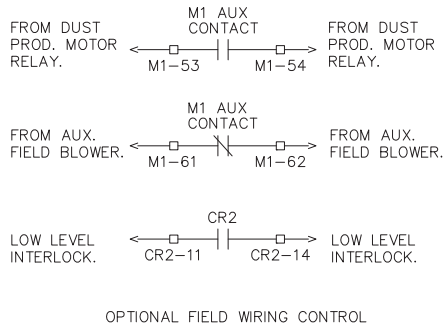 M1 AUX
CONTACT
FROM DUST
PROD. MOTOR
RELAY.
M1-53
M1-54
FROM DUST
PROD. MOTOR
RELAY.
M1 AUX
CONTACT
FROM AUX.
FIELD BLOWER.
M1-61
M1-62
FROM AUX.
FIELD BLOWER.
CR2
LOW LEVEL
INTERLOCK.
CR2-11
CR2-14
LOW LEVEL
INTERLOCK.
OPTIONAL FIELD WIRING CONTROL